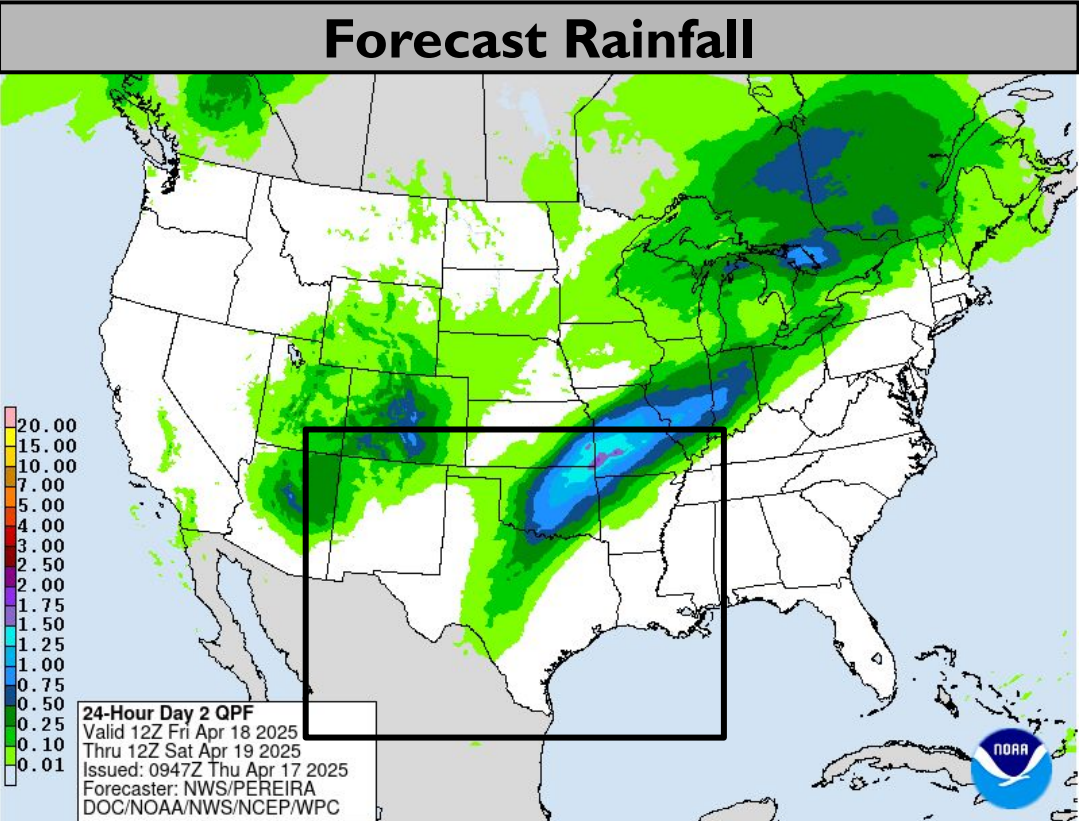 Forecast Rainfall
20.00
15.00
10.00
7.00
5.00
4.00
3.00
2.50
2.00
1.75
1.50
1.25
1.00
0.75
0.50
0.25
0.10
0.01
24-Hour Day 2 QPF
Valid 12Z Fri Apr 18 2025
Thru 12Z Sat Apr 19 2025
Issued: 0947Z Thu Apr 17 2025
Forecaster: NWS/PEREIRA
DOC/NOAA/NWS/NCEP/WPC
NOAA